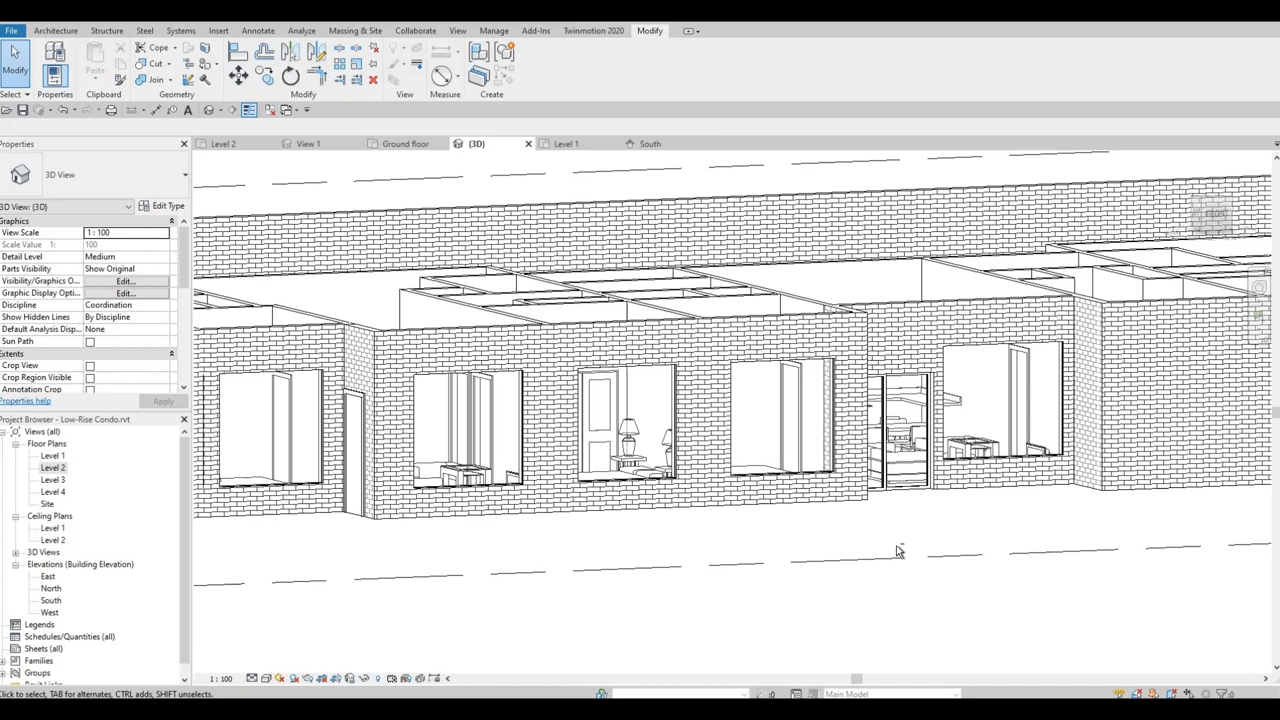 File Architecture Structure Steel Systems Insert Annotate Analyze Massing & Site Collaborate View Manage Add-Ins Twinmotion 2020 Modify
Cope
Cut
Join
Modify Paste
Select Properties Clipboard Geometry Modify View Measure Create
Properties Level 2 View 1 Ground floor {3D} Level 1 South
3D View
FRONT
3D View: {3D} Edit Type
Graphics
View Scale 1 : 100
Scale Value 1: 100
Detail Level Medium
Parts Visibility Show Original
Visibility/Graphics O... Edit...
Graphic Display Opti... Edit...
Discipline Coordination
Show Hidden Lines By Discipline
Default Analysis Disp... None
Sun Path
Extents
Crop View
Crop Region Visible
Annotation Crop
Properties help Apply
Project Browser - Low-Rise Condo.rvt
Views (all)
Floor Plans
Level 1
Level 2
Level 3
Level 4
Site
Ceiling Plans
Level 1
Level 2
3D Views
Elevations (Building Elevation)
East
North
South
West
Legends
Schedules/Quantities (all)
Sheets (all)
Families
Groups
1 : 100
Click to select, TAB for alternates, CTRL adds, SHIFT unselects. :0 Main Model :0